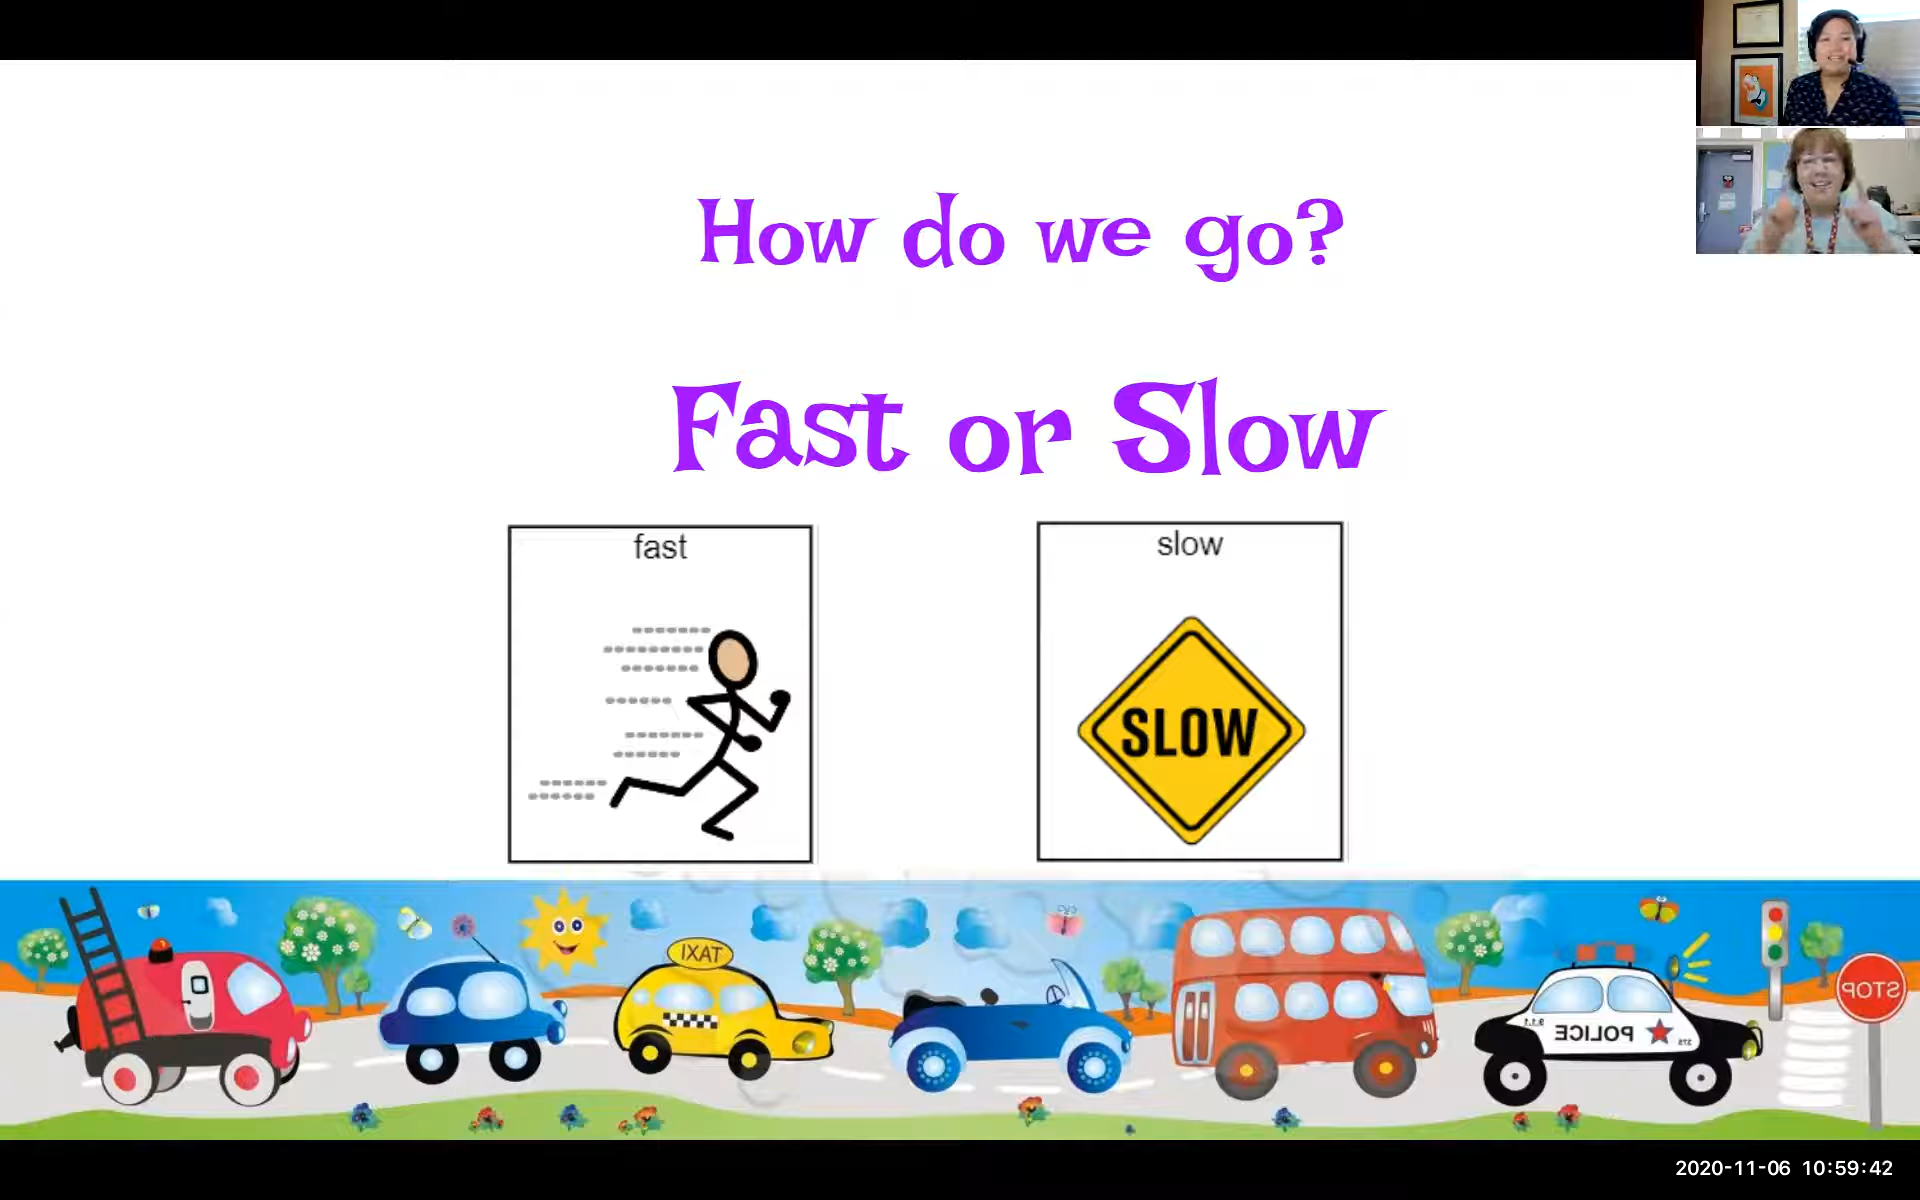 How do we go?
Fast or Slow
fast
slow
SLOW
TAXI
POLICE
911
STOP
2020-11-06 10:59:42